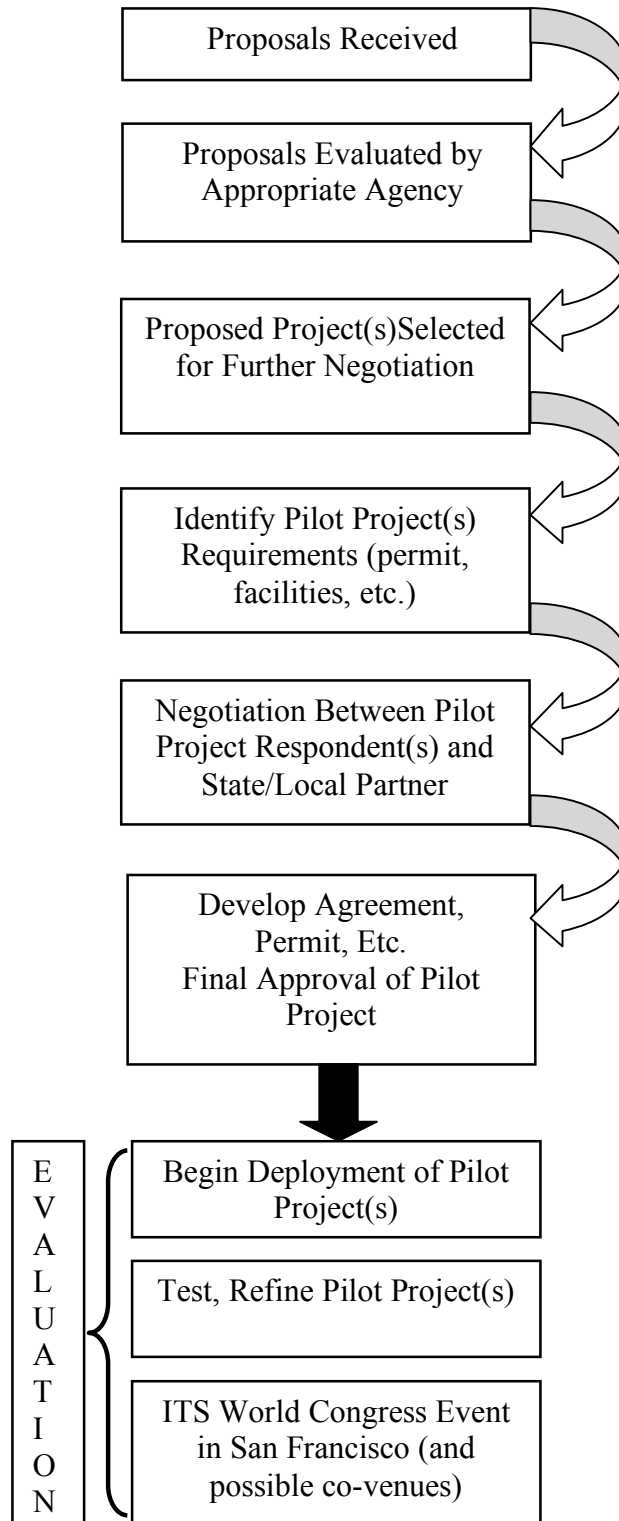 Proposals Received
Proposals Evaluated by
Appropriate Agency
Proposed Project(s)Selected
for Further Negotiation
Identify Pilot Project(s)
Requirements (permit,
facilities, etc.)
Negotiation Between Pilot
Project Respondent(s) and
State/Local Partner
Develop Agreement,
Permit, Etc.
Final Approval of Pilot
Project
E
V
A
L
U
A
T
I
O
N
Begin Deployment of Pilot
Project(s)
Test, Refine Pilot Project(s)
ITS World Congress Event
in San Francisco (and
possible co-venues)